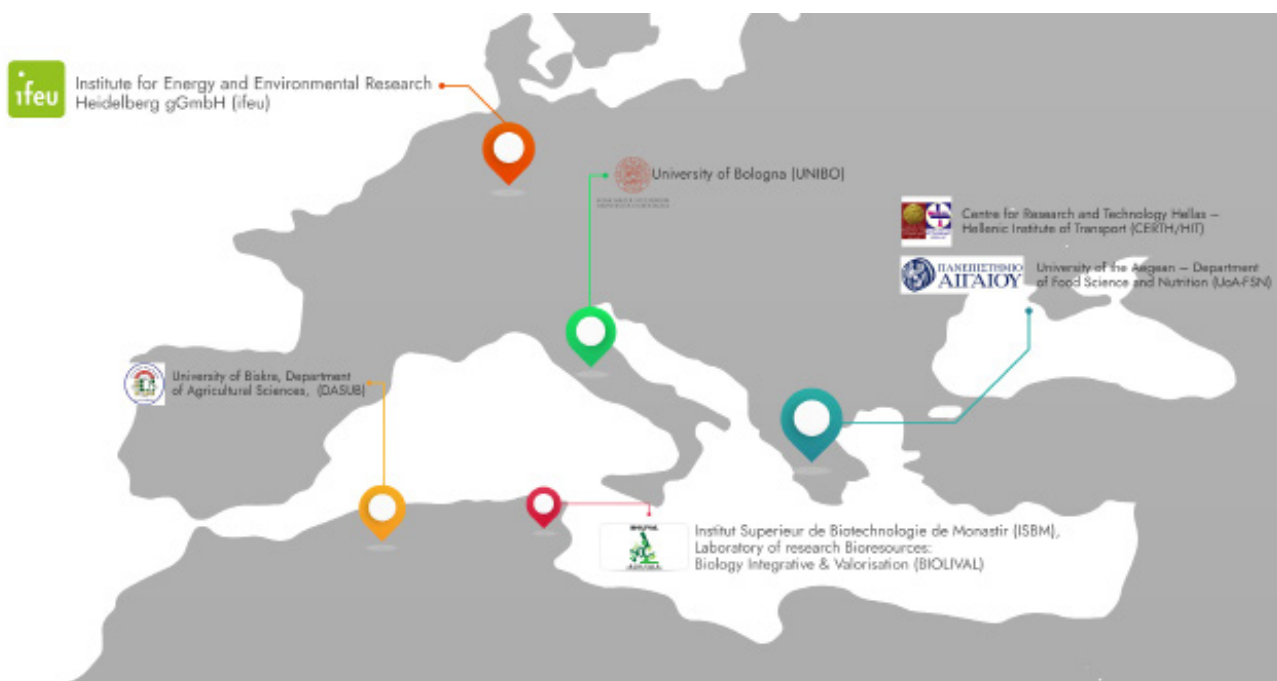 ifeu
Institute for Energy and Environmental Research
Heidelberg gGmbH (ifeu)
University of Bologna (UNIBO)
Centre for Research and Technology Hellas –
Hellenic Institute of Transport (CERTH/HIT)
ΠΑΝΕΠΙΣΤΗΜΙΟ
ΑΙΓΑΙΟΥ
University of the Aegean – Department
of Food Science and Nutrition (UoA-FSN)
University of Biskra, Department
of Agricultural Sciences, (DASUB)
BIOLIVAL
Institut Superieur de Biotechnologie de Monastir (ISBM),
Laboratory of research Bioresources:
Biology Integrative & Valorisation (BIOLIVAL)